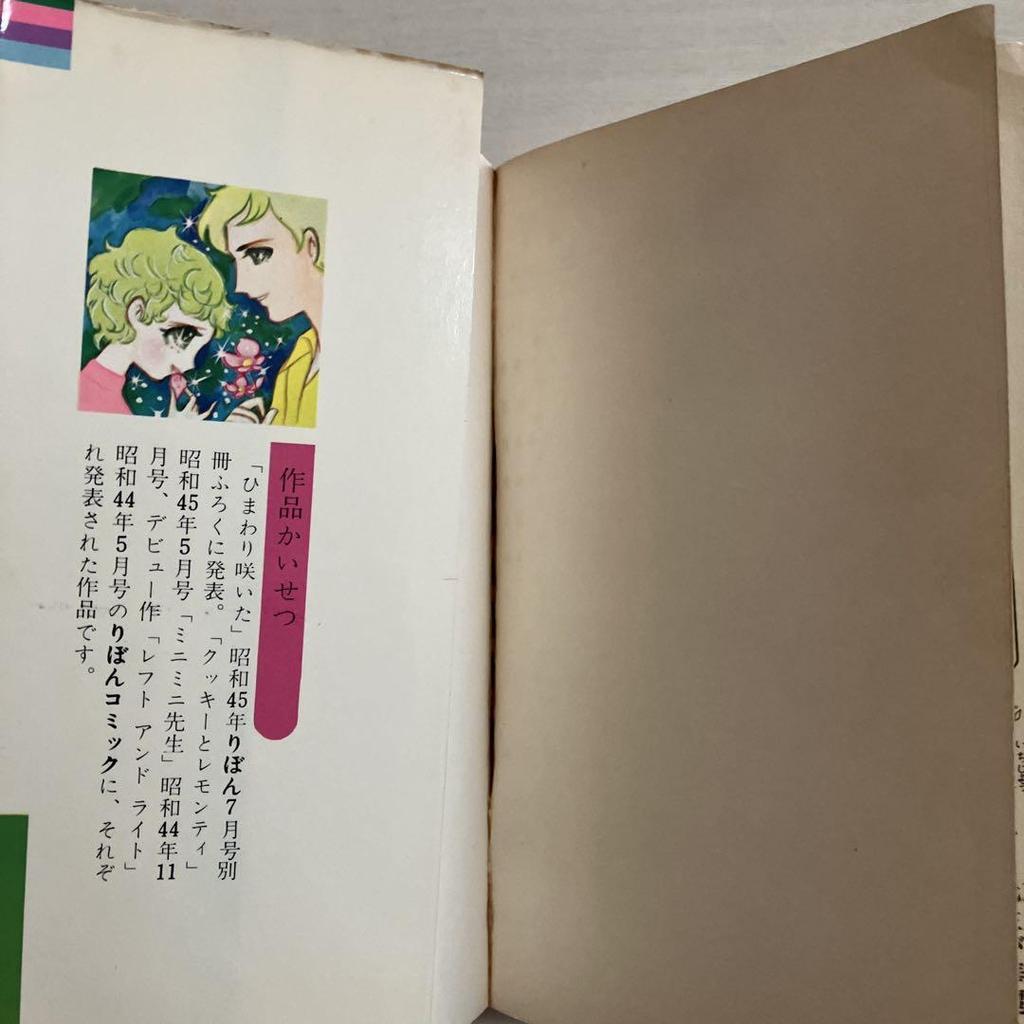 作品かいせつ
「ひまわり咲いた」昭和45年りぼん7月号別
冊ふろくに発表。「クッキーとレモンティ」
昭和45年5月号「ミニミニ先生」昭和44年11
月号、デビュー作「レフト アンド ライト」
昭和44年5月号のりぼんコミックに、それぞ
れ発表された作品です。